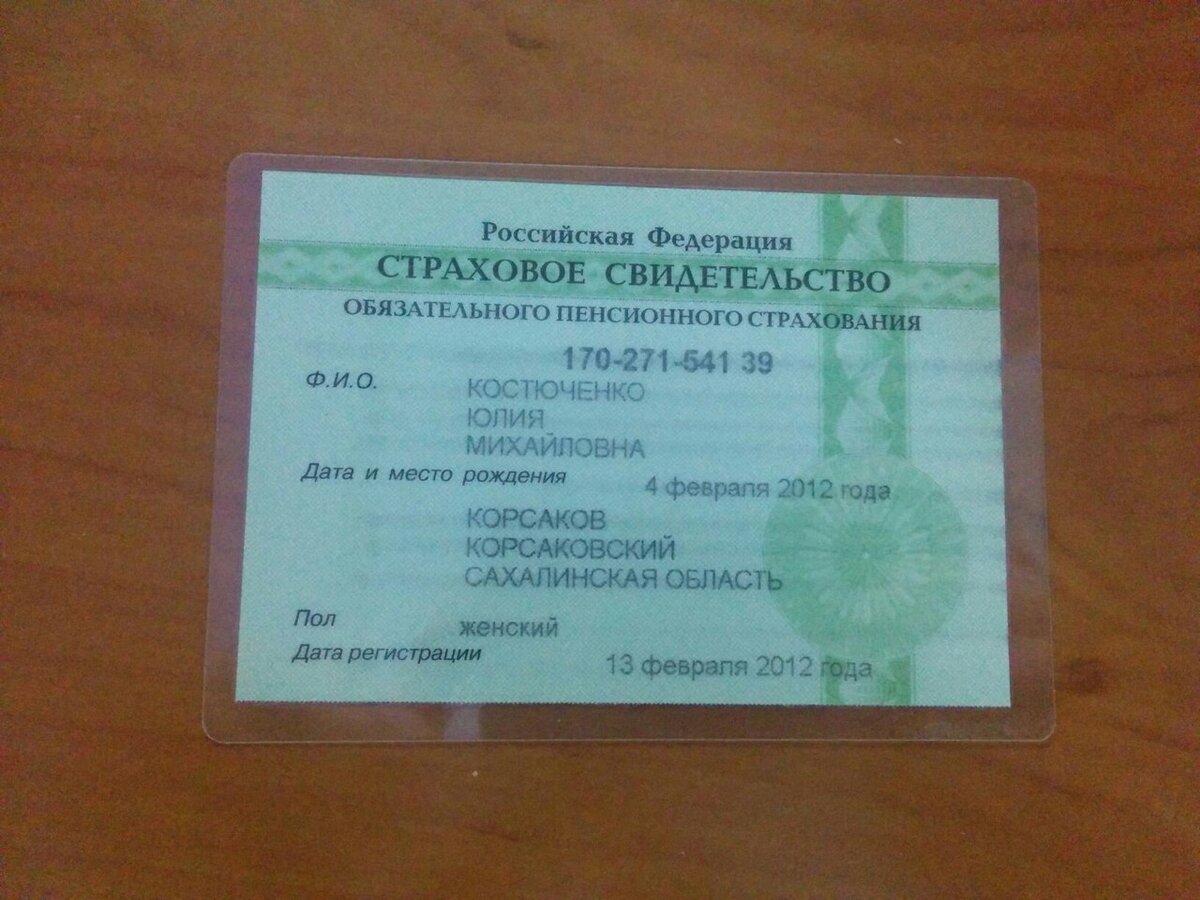 Российская Федерация
СТРАХОВОЕ СВИДЕТЕЛЬСТВО
ОБЯЗАТЕЛЬНОГО ПЕНСИОННОГО СТРАХОВАНИЯ
170-271-541 39
Ф.И.О. КОСТЮЧЕНКО
ЮЛИЯ
МИХАЙЛОВНА
Дата и место рождения 4 февраля 2012 года
КОРСАКОВ
КОРСАКОВСКИЙ
САХАЛИНСКАЯ ОБЛАСТЬ
Пол женский
Дата регистрации 13 февраля 2012 года